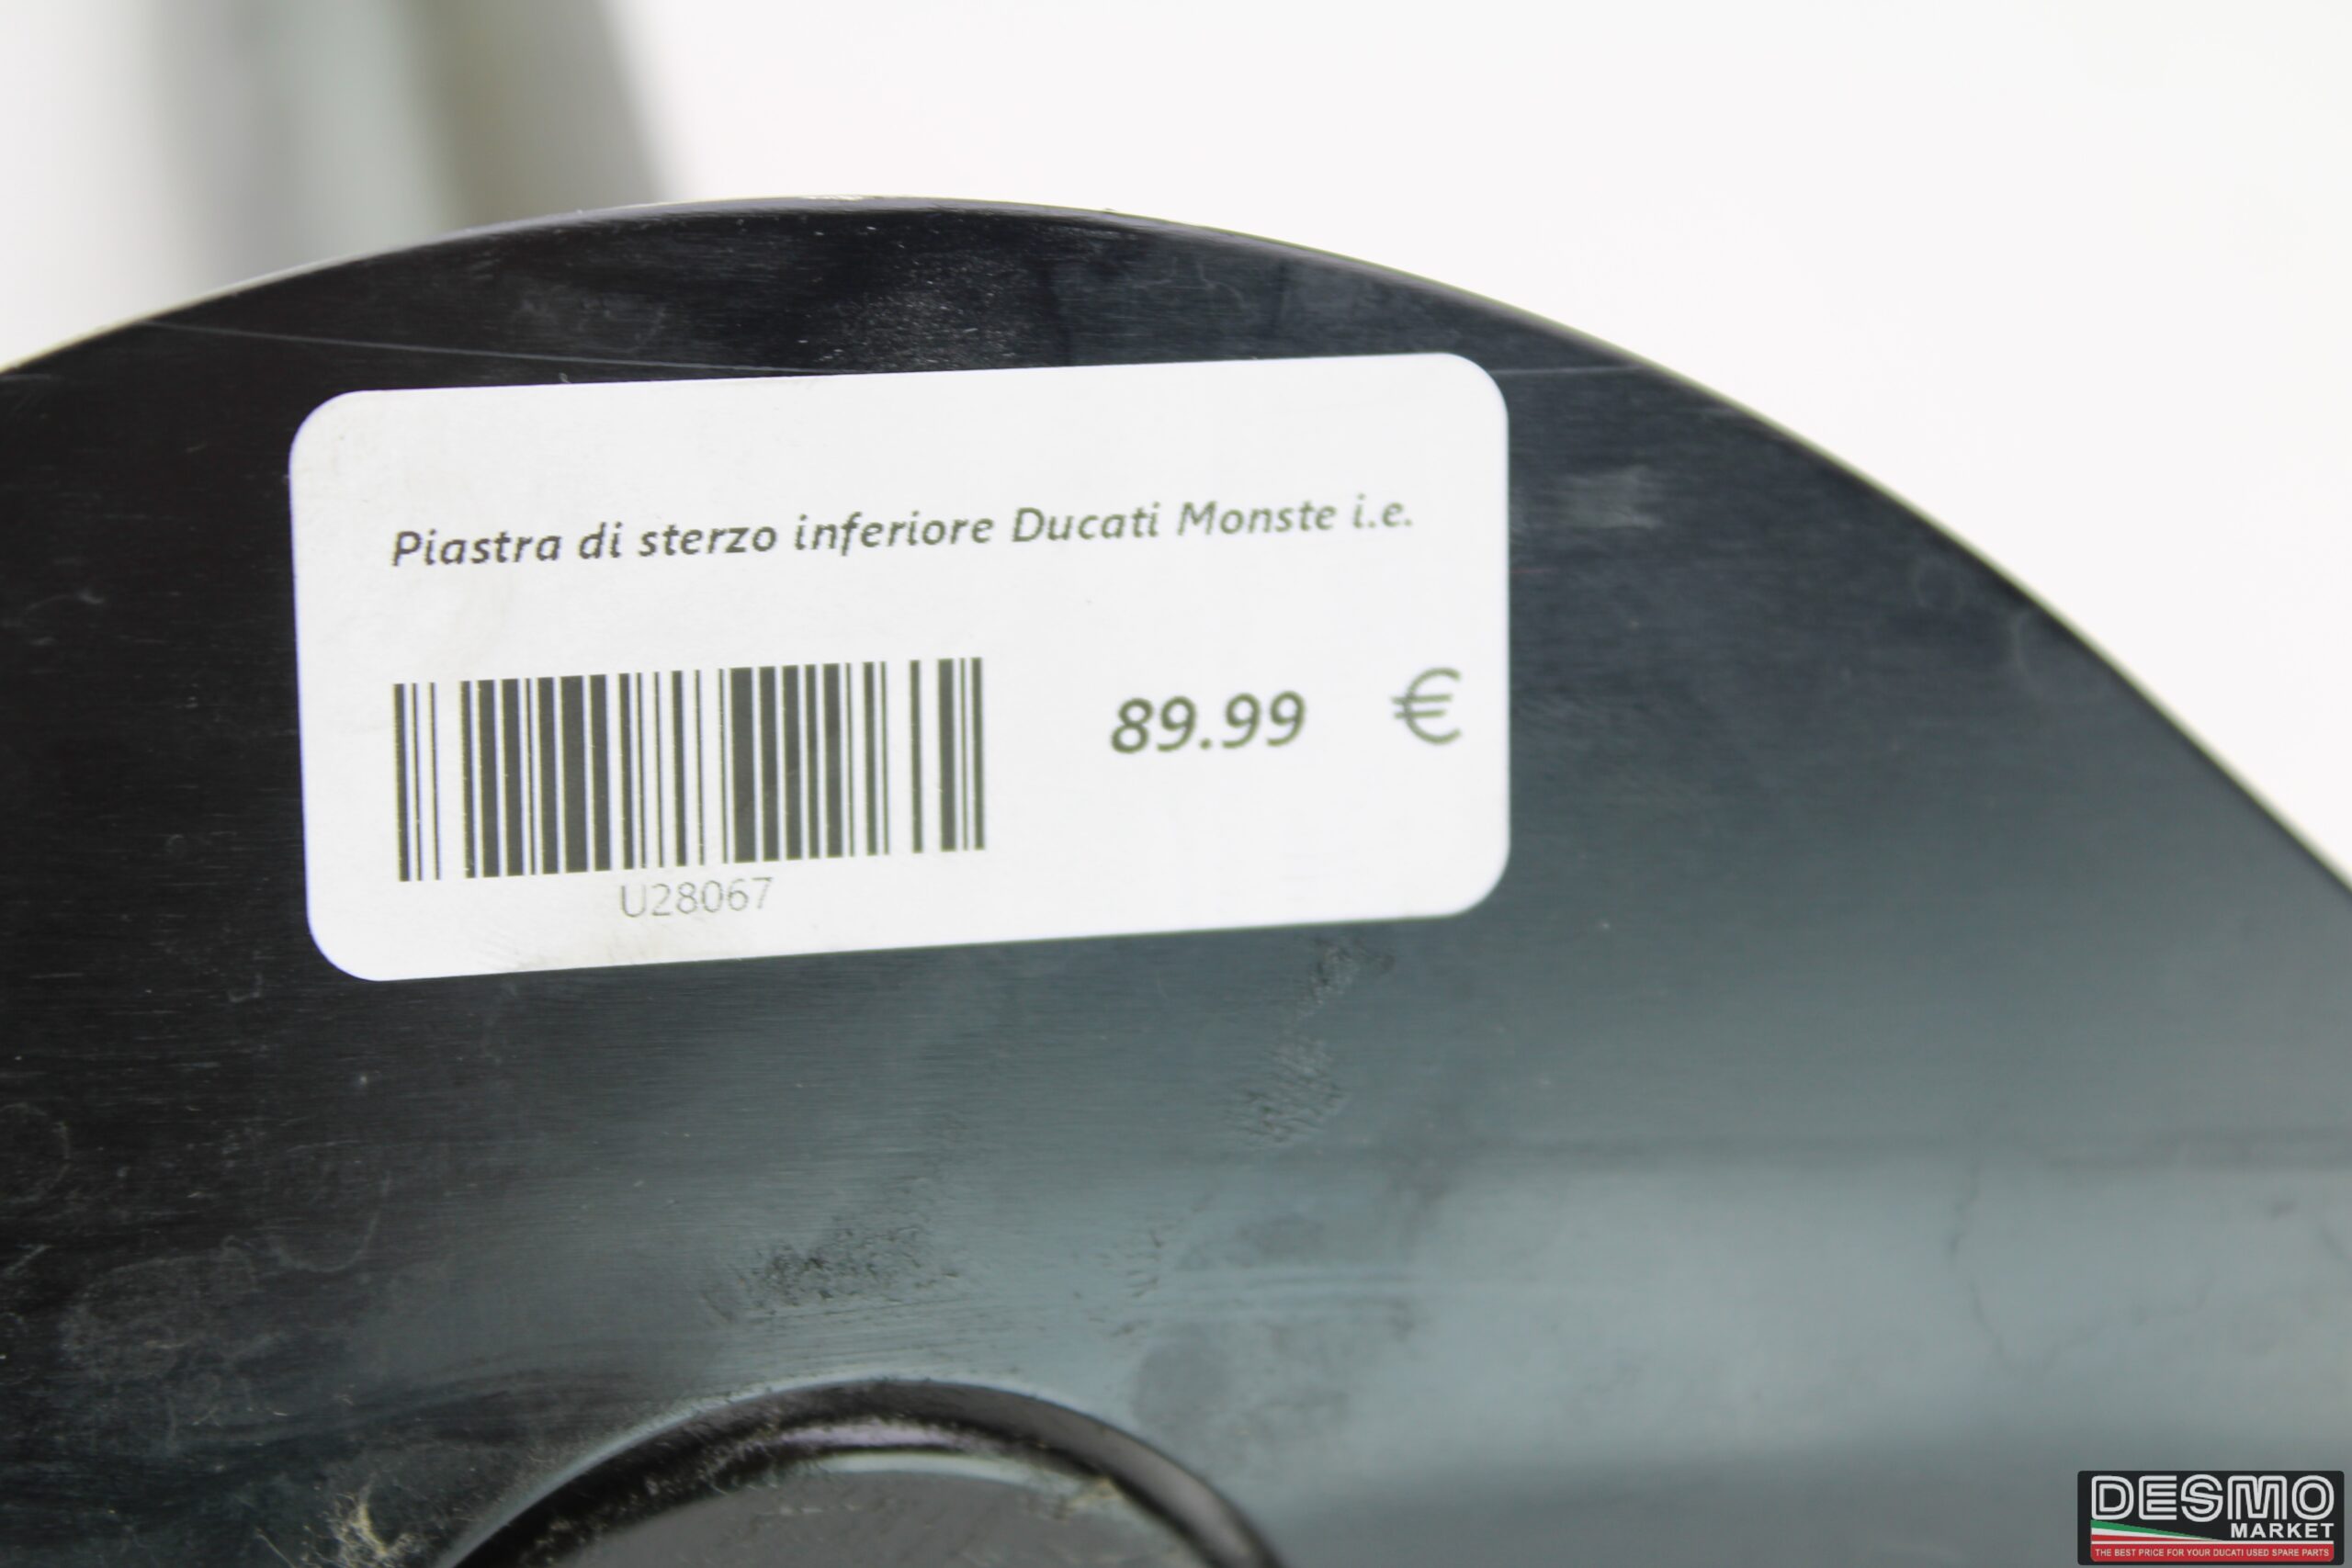 Piastra di sterzo inferiore Ducati Monste i.e.
89.99 €
U28067
DESMO
MARKET
THE BEST PRICE FOR YOUR DUCATI USED SPARE PARTS